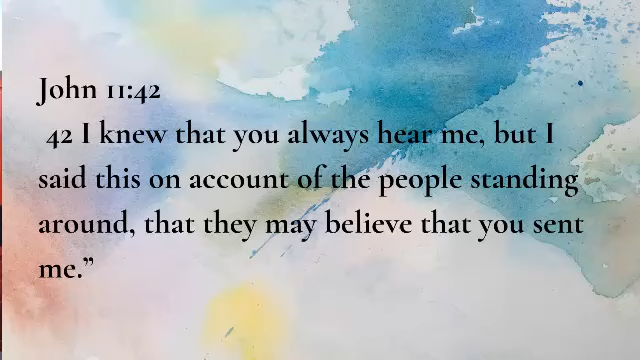 John 11:42
42 I knew that you always hear me, but I
said this on account of the people standing
around, that they may believe that you sent
me.”